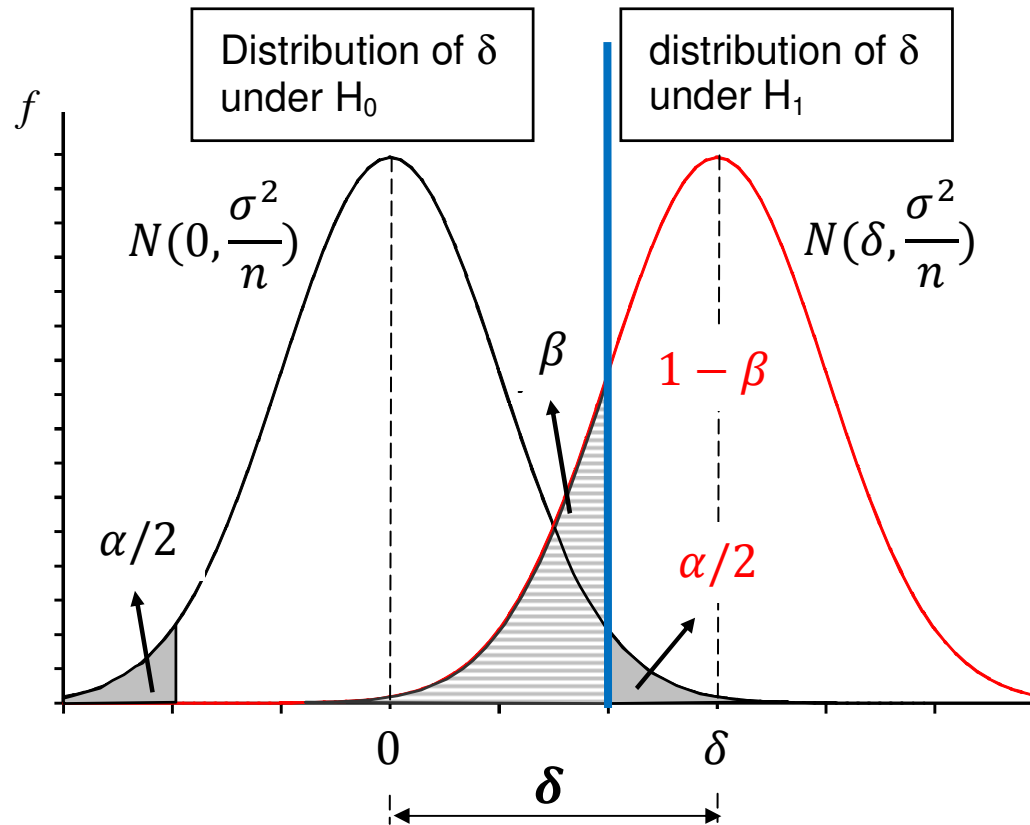 Distribution of δ
under H₀
distribution of δ
under H₁
f
N(0, σ²/n)
N(δ, σ²/n)
β
1 − β
α/2
α/2
0
δ
δ